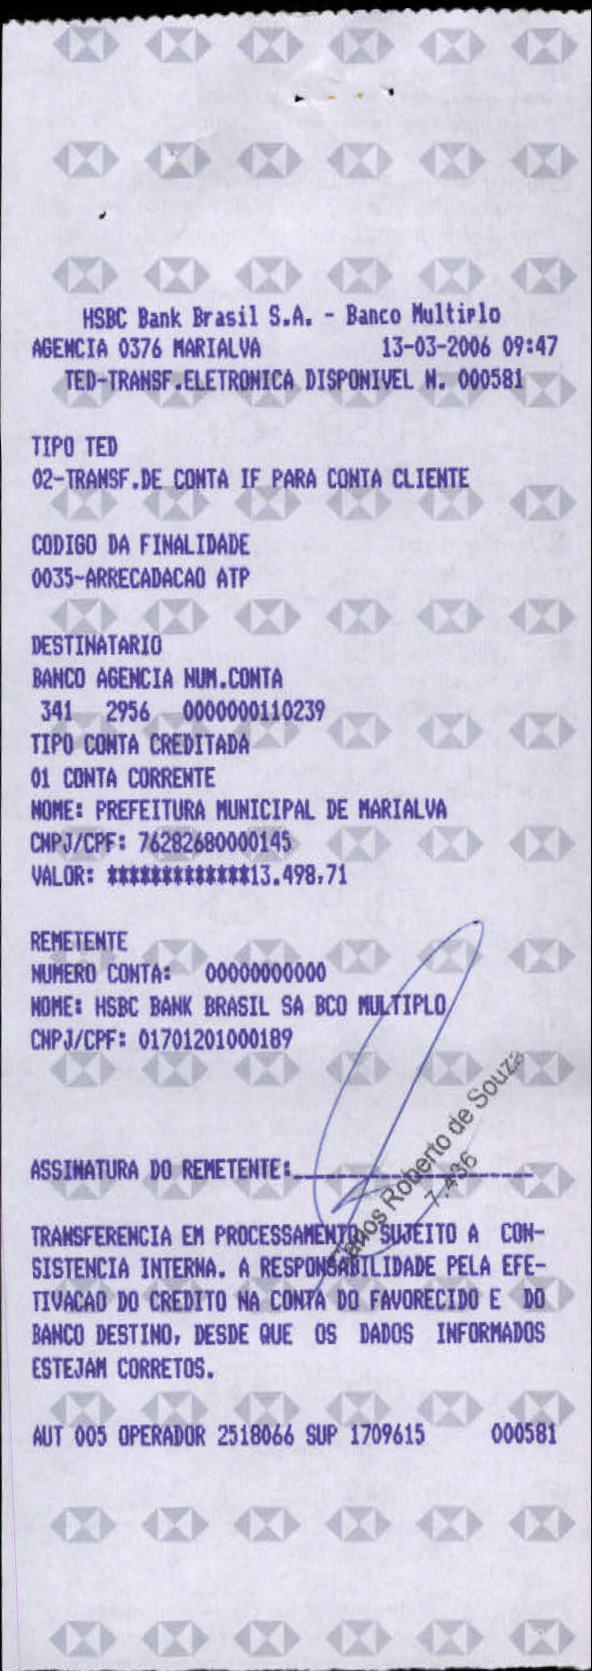 HSBC Bank Brasil S.A. - Banco Multiplo
AGENCIA 0376 MARIALVA 13-03-2006 09:47
TED-TRANSF.ELETRONICA DISPONIVEL N. 000581
TIPO TED
02-TRANSF.DE CONTA IF PARA CONTA CLIENTE
CODIGO DA FINALIDADE
0035-ARRECADACAO ATP
DESTINATARIO
BANCO AGENCIA NUM.CONTA
341 2956 0000000110239
TIPO CONTA CREDITADA
01 CONTA CORRENTE
NOME: PREFEITURA MUNICIPAL DE MARIALVA
CNPJ/CPF: 76282680000145
VALOR: *************13.498,71
REMETENTE
NUMERO CONTA: 00000000000
NOME: HSBC BANK BRASIL SA BCO MULTIPLO
CNPJ/CPF: 01701201000189
ASSINATURA DO REMETENTE:----------------------
Carlos Roberto de Souza
7.436
TRANSFERENCIA EM PROCESSAMENTO, SUJEITO A CON-
SISTENCIA INTERNA. A RESPONSABILIDADE PELA EFE-
TIVACAO DO CREDITO NA CONTA DO FAVORECIDO E DO
BANCO DESTINO, DESDE QUE OS DADOS INFORMADOS
ESTEJAM CORRETOS.
AUT 005 OPERADOR 2518066 SUP 1709615 000581